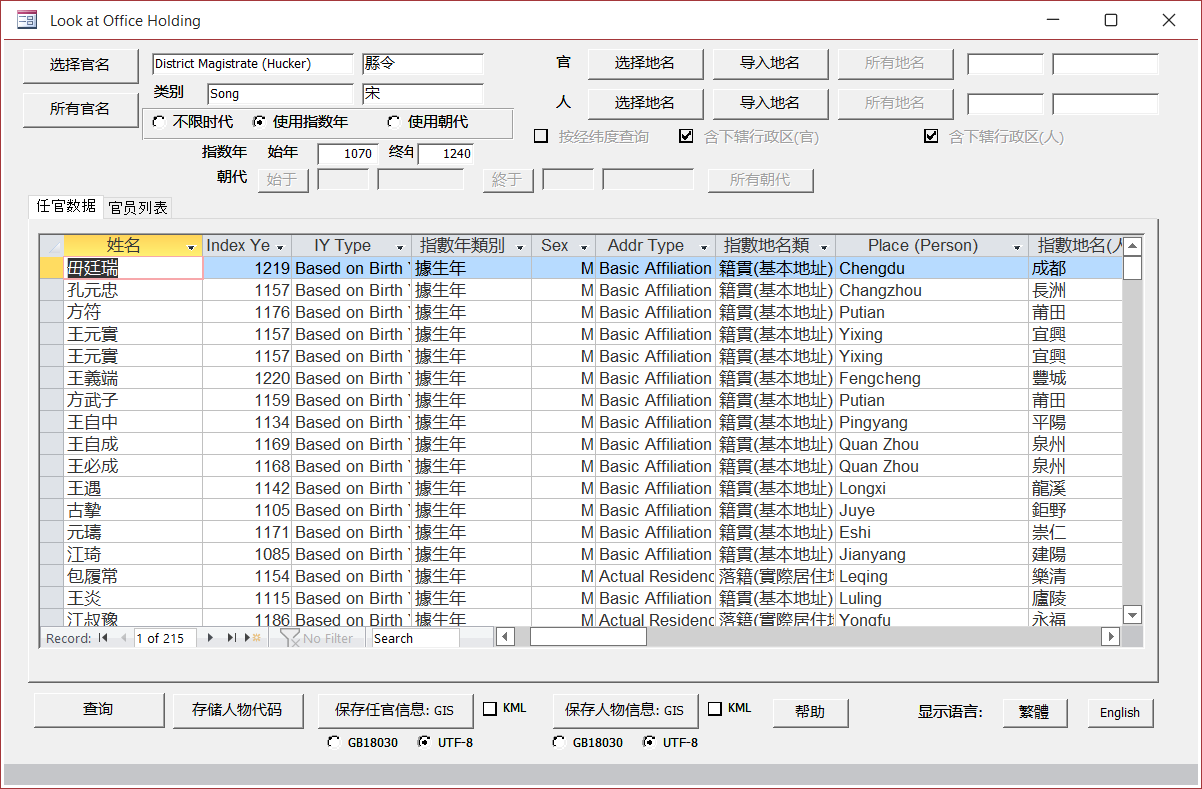 Look at Office Holding
选择官名 District Magistrate (Hucker) 縣令 官 选择地名 导入地名 所有地名
所有官名 类别 Song 宋 人 选择地名 导入地名 所有地名
不限时代 使用指数年 使用朝代 按经纬度查询 含下辖行政区(官) 含下辖行政区(人)
指数年 始年 1070 终年 1240
朝代 始于 終于 所有朝代
任官数据 官员列表
姓名 Index Ye IY Type 指數年類別 Sex Addr Type 指數地名類 Place (Person) 指數地名(人
毌廷瑞 1219 Based on Birth Y 據生年 M Basic Affiliation 籍貫(基本地址) Chengdu 成都
孔元忠 1157 Based on Birth Y 據生年 M Basic Affiliation 籍貫(基本地址) Changzhou 長洲
方符 1176 Based on Birth Y 據生年 M Basic Affiliation 籍貫(基本地址) Putian 莆田
王元實 1157 Based on Birth Y 據生年 M Basic Affiliation 籍貫(基本地址) Yixing 宜興
王元實 1157 Based on Birth Y 據生年 M Basic Affiliation 籍貫(基本地址) Yixing 宜興
王義端 1220 Based on Birth Y 據生年 M Basic Affiliation 籍貫(基本地址) Fengcheng 豐城
方武子 1159 Based on Birth Y 據生年 M Basic Affiliation 籍貫(基本地址) Putian 莆田
王自中 1134 Based on Birth Y 據生年 M Basic Affiliation 籍貫(基本地址) Pingyang 平陽
王自成 1169 Based on Birth Y 據生年 M Basic Affiliation 籍貫(基本地址) Quan Zhou 泉州
王必成 1168 Based on Birth Y 據生年 M Basic Affiliation 籍貫(基本地址) Quan Zhou 泉州
王遇 1142 Based on Birth Y 據生年 M Basic Affiliation 籍貫(基本地址) Longxi 龍溪
古摯 1105 Based on Birth Y 據生年 M Basic Affiliation 籍貫(基本地址) Juye 鉅野
元璹 1171 Based on Birth Y 據生年 M Basic Affiliation 籍貫(基本地址) Eshi 崇仁
江琦 1085 Based on Birth Y 據生年 M Basic Affiliation 籍貫(基本地址) Jianyang 建陽
包履常 1154 Based on Birth Y 據生年 M Actual Residenc 落籍(實際居住地 Leqing 樂清
王炎 1115 Based on Birth Y 據生年 M Basic Affiliation 籍貫(基本地址) Luling 廬陵
江叔豫 1186 Based on Birth Y 據生年 M Actual Residenc 落籍(實際居住地 Yongfu 永福
Record: 1 of 215 No Filter Search
查询 存储人物代码 保存任官信息: GIS KML 保存人物信息: GIS KML 帮助 显示语言: 繁體 English
GB18030 UTF-8 GB18030 UTF-8